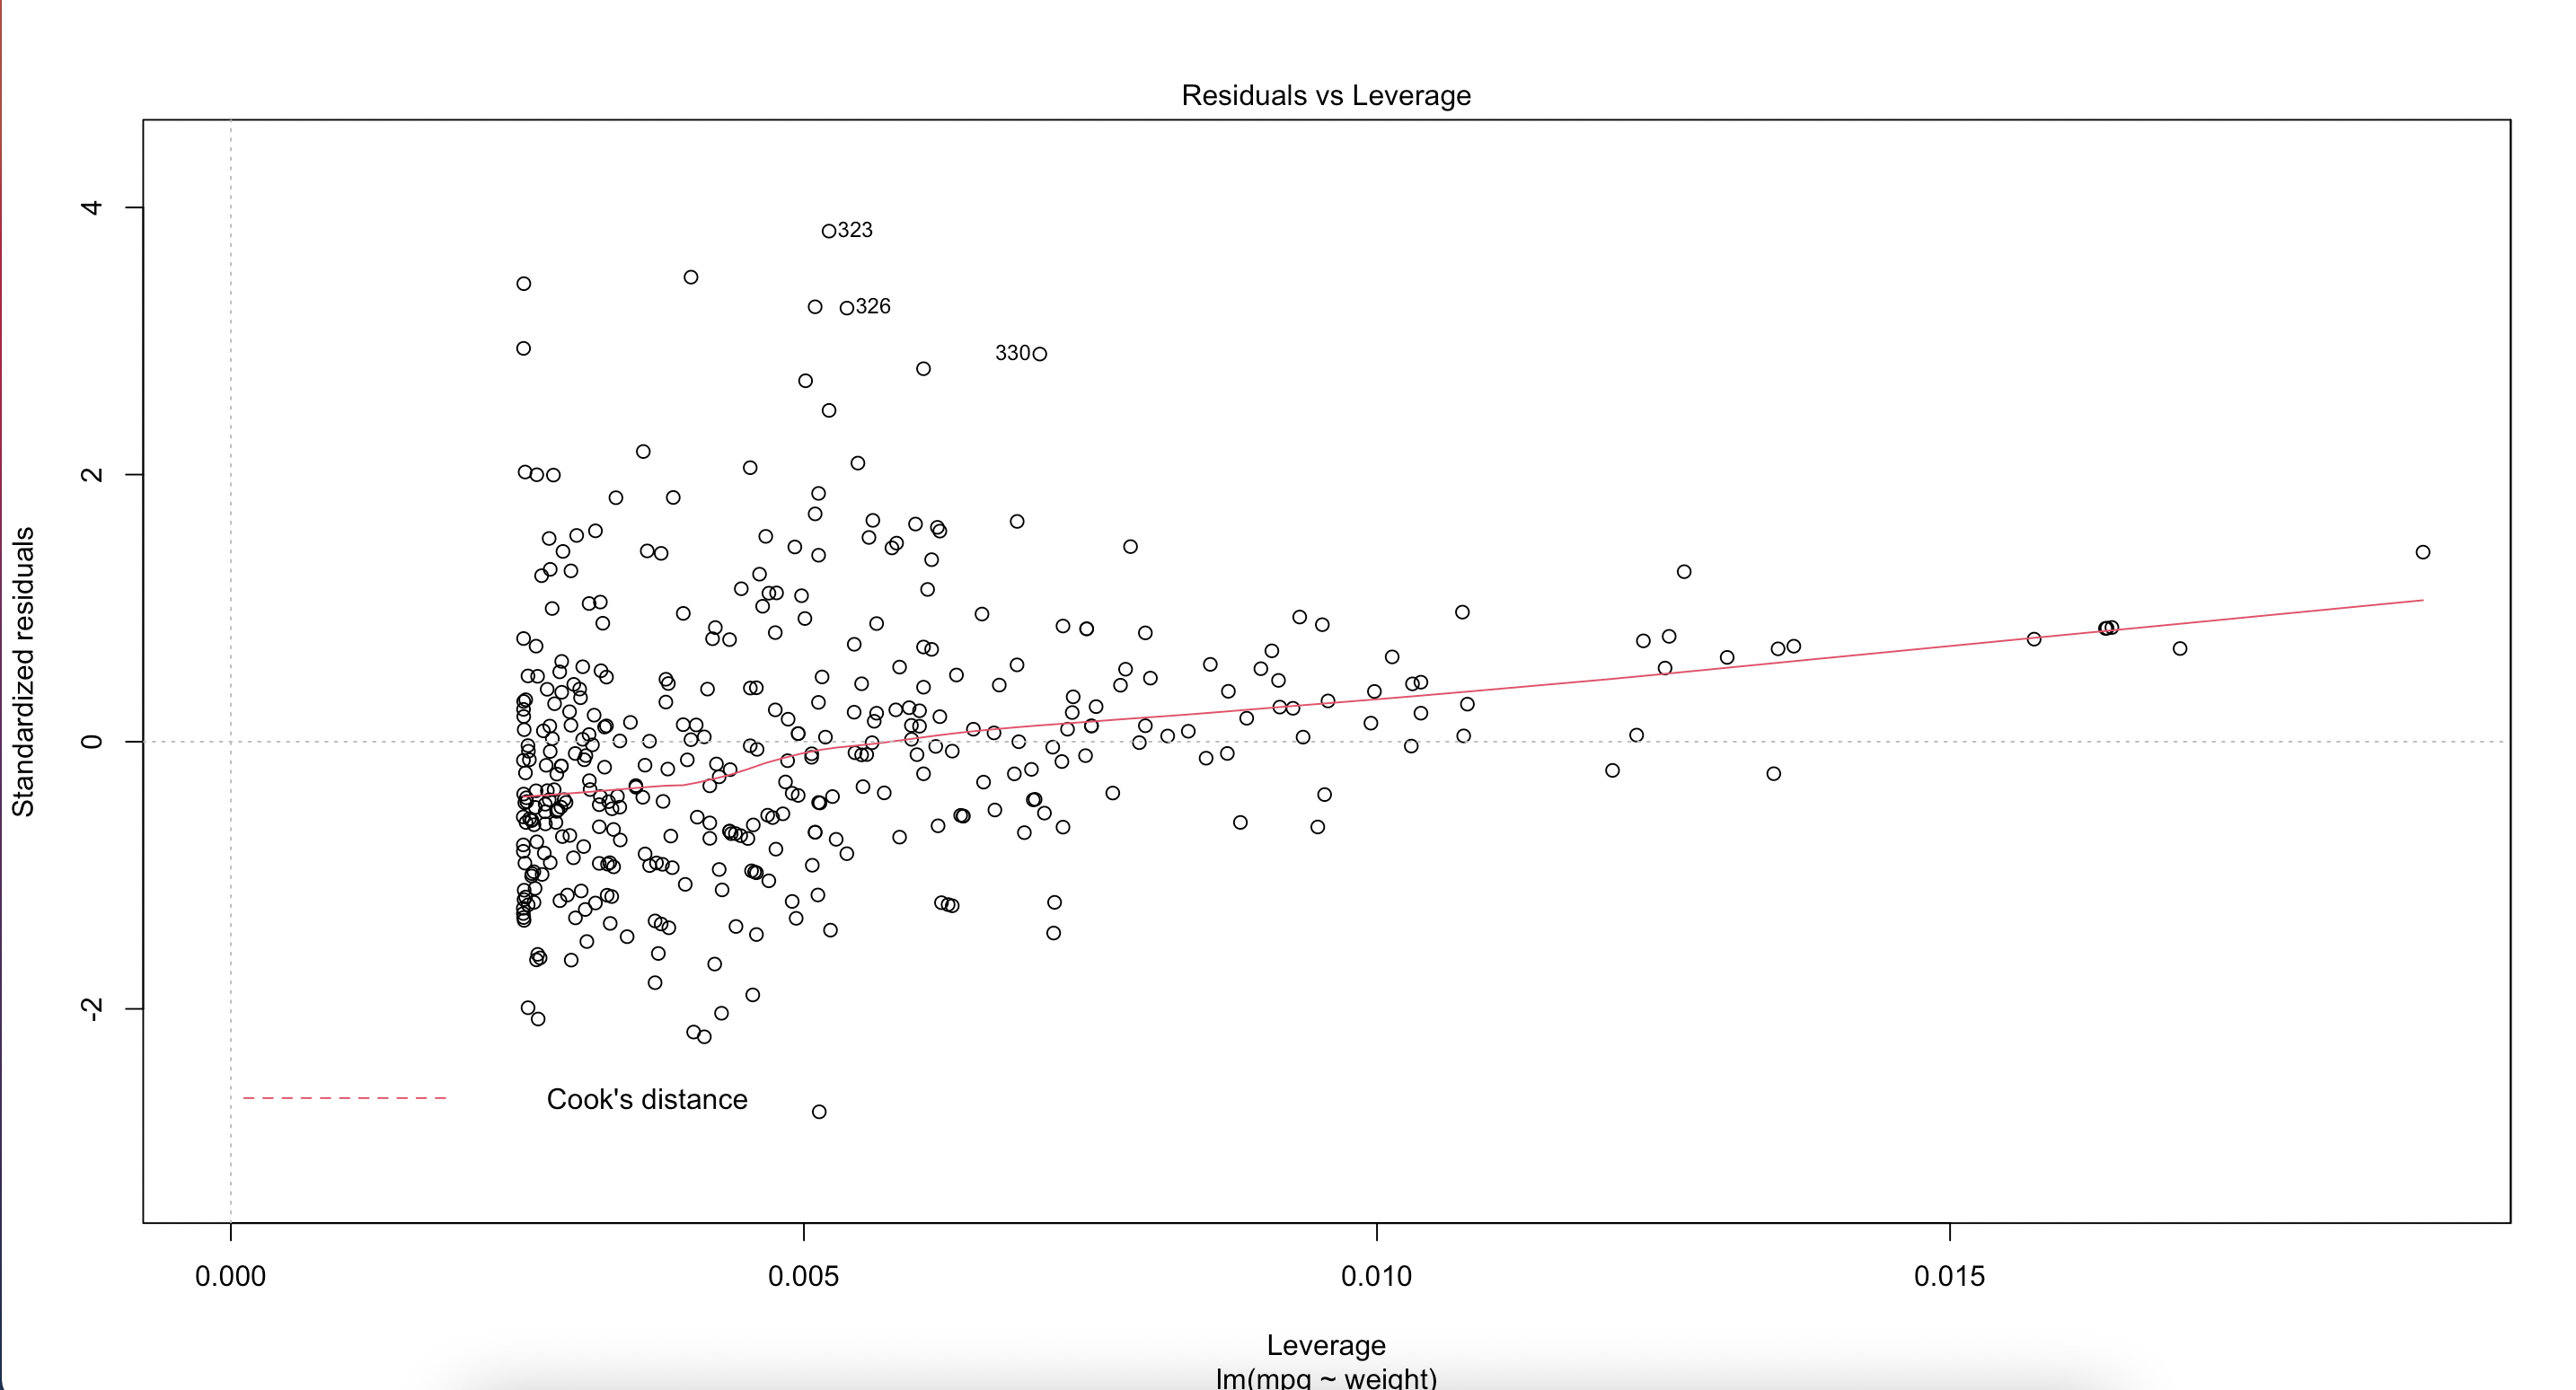 Residuals vs Leverage
Standardized residuals
4
2
0
-2
323
326
330
Cook's distance
0.000 0.005 0.010 0.015
Leverage
lm(mpg ~ weight)